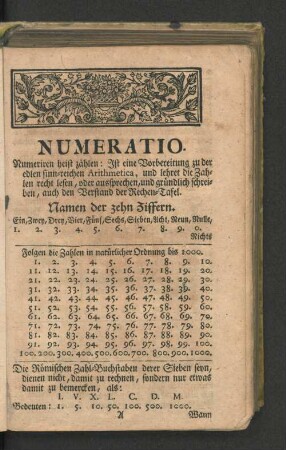 NUMERATIO.
Numeriren heist zählen: Ist eine Vorbereitung zu der
edlen sinnreichen Arithmetica, und lehret die Zah-
len recht lesen, oder aussprechen, und gründlich schrei-
ben, auch den Verstand der Rechen-Tafel.
Namen der zehn Ziffern.
Ein, Zwey, Drey, Vier, Fünf, Sechs, Sieben, Acht, Neun, Nulle,
1. 2. 3. 4. 5. 6. 7. 8. 9. 0.
Nichts
Folgen die Zahlen in natürlicher Ordnung bis 1000.
1. 2. 3. 4. 5. 6. 7. 8. 9. 10.
11. 12. 13. 14. 15. 16. 17. 18. 19. 20.
21. 22. 23. 24. 25. 26. 27. 28. 29. 30.
31. 32. 33. 34. 35. 36. 37. 38. 39. 40.
41. 42. 43. 44. 45. 46. 47. 48. 49. 50.
51. 52. 53. 54. 55. 56. 57. 58. 59. 60.
61. 62. 63. 64. 65. 66. 67. 68. 69. 70.
71. 72. 73. 74. 75. 76. 77. 78. 79. 80.
81. 82. 83. 84. 85. 86. 87. 88. 89. 90.
91. 92. 93. 94. 95. 96. 97. 98. 99. 100.
100. 200. 300. 400. 500. 600. 700. 800. 900. 1000.
Die Römischen Zahl-Buchstaben derer Sieben seyn,
dienen nicht, damit zu rechnen, sondern nur etwas
damit zu bemercken, als:
I. V. X. L. C. D. M
Bedeuten: 1. 5. 10. 50. 100. 500. 1000.
A Wann